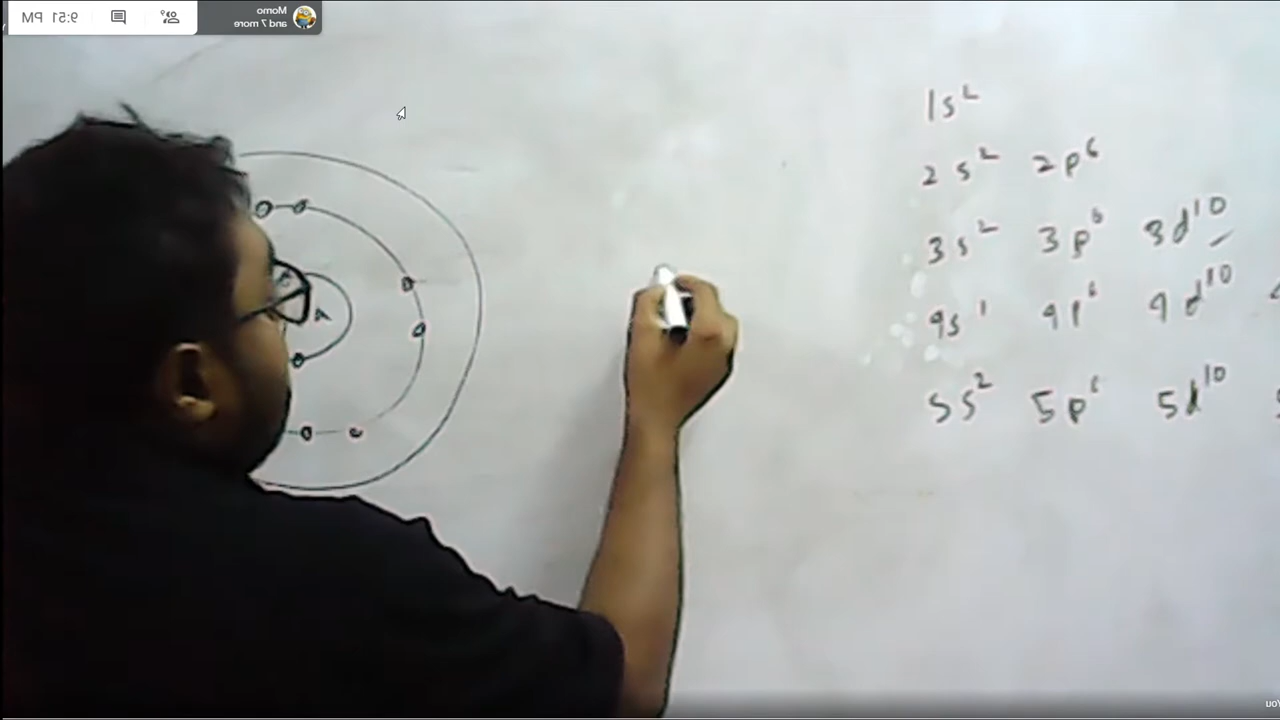 9:51 PM
Momo
and 7 more
1s²
2s² 2p⁶
3s² 3p⁶ 3d¹⁰
4s¹ 4p⁶ 4d¹⁰
5s² 5p⁶ 5d¹⁰
You